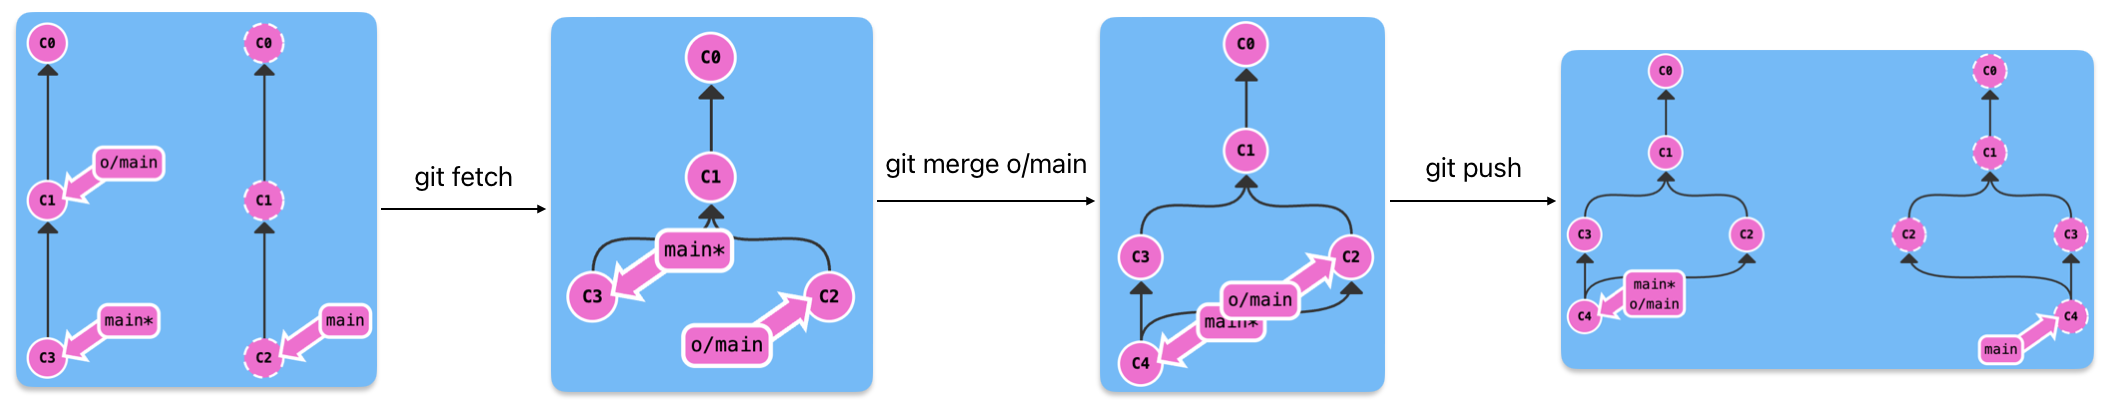 C0
C0
o/main
C1
C1
main*
main
C3
C2
git fetch
C0
C1
main*
C3
C2
o/main
git merge o/main
C0
C1
C3
C2
o/main
main*
C4
git push
C0
C0
C1
C1
C3
C2
C2
C3
main*
o/main
C4
C4
main